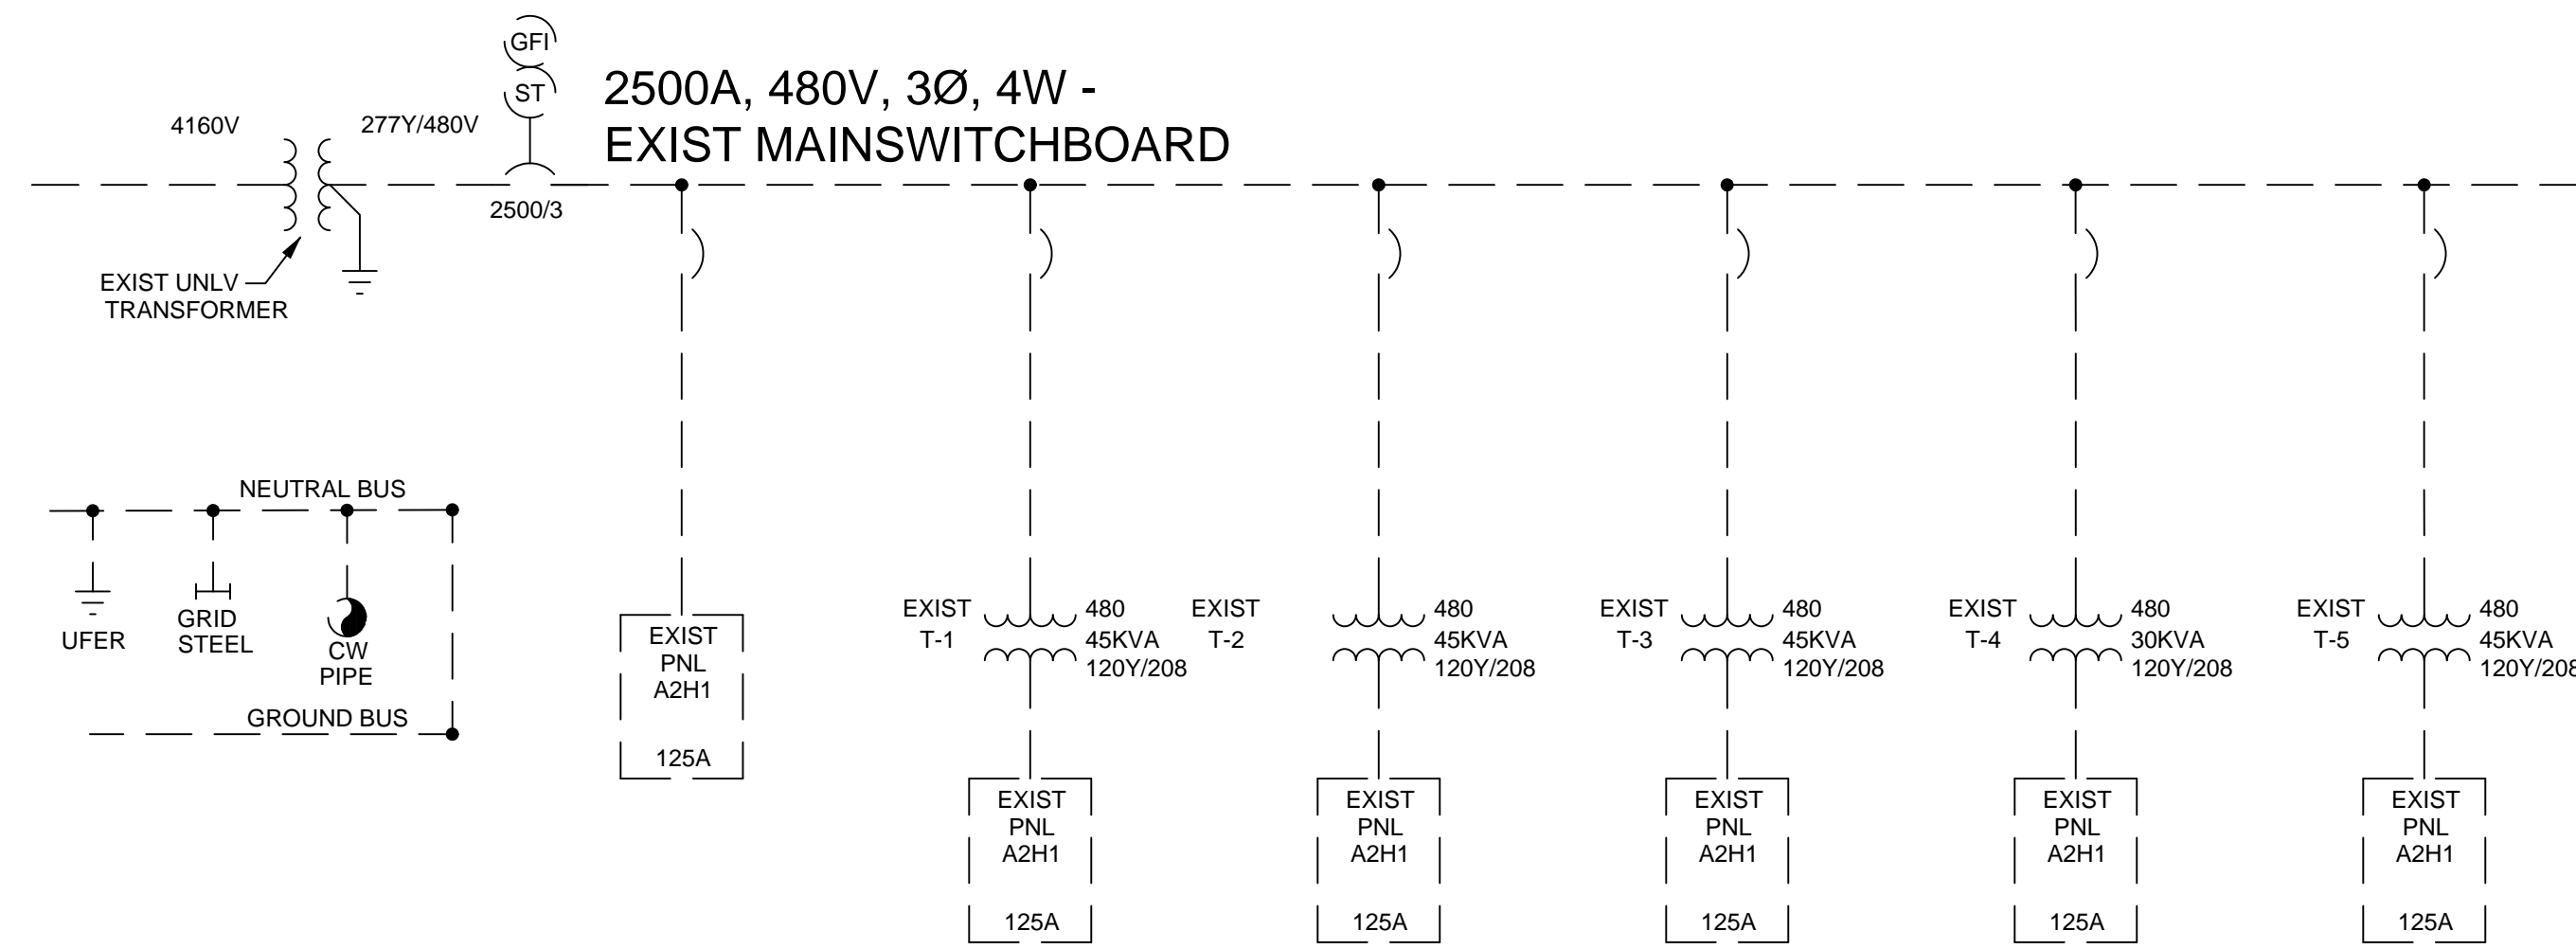 GFI
ST
2500A, 480V, 3Ø, 4W -
EXIST MAINSWITCHBOARD
4160V
277Y/480V
2500/3
EXIST UNLV
TRANSFORMER
NEUTRAL BUS
UFER
GRID
STEEL
CW
PIPE
GROUND BUS
EXIST
PNL
A2H1
125A
EXIST
T-1
480
45KVA
120Y/208
EXIST
PNL
A2H1
125A
EXIST
T-2
480
45KVA
120Y/208
EXIST
PNL
A2H1
125A
EXIST
T-3
480
45KVA
120Y/208
EXIST
PNL
A2H1
125A
EXIST
T-4
480
30KVA
120Y/208
EXIST
PNL
A2H1
125A
EXIST
T-5
480
45KVA
120Y/208
EXIST
PNL
A2H1
125A